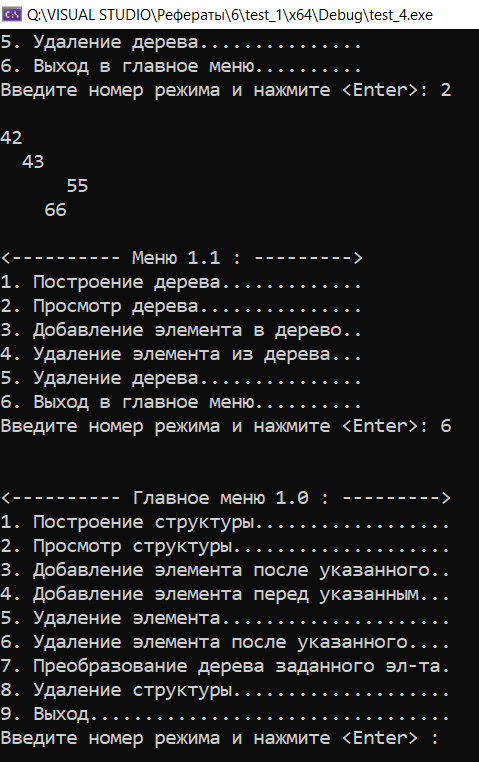 Q:\VISUAL STUDIO\Рефераты\6\test_1\x64\Debug\test_4.exe
5. Удаление дерева...............
6. Выход в главное меню..........
Введите номер режима и нажмите <Enter>: 2
42
43
55
66
<---------- Меню 1.1 : --------->
1. Построение дерева.............
2. Просмотр дерева...............
3. Добавление элемента в дерево..
4. Удаление элемента из дерева...
5. Удаление дерева...............
6. Выход в главное меню..........
Введите номер режима и нажмите <Enter>: 6
<---------- Главное меню 1.0 : --------->
1. Построение структуры..................
2. Просмотр структуры....................
3. Добавление элемента после указанного..
4. Добавление элемента перед указанным...
5. Удаление элемента.....................
6. Удаление элемента после указанного....
7. Преобразование дерева заданного эл-та.
8. Удаление структуры....................
9. Выход.................................
Введите номер режима и нажмите <Enter> :